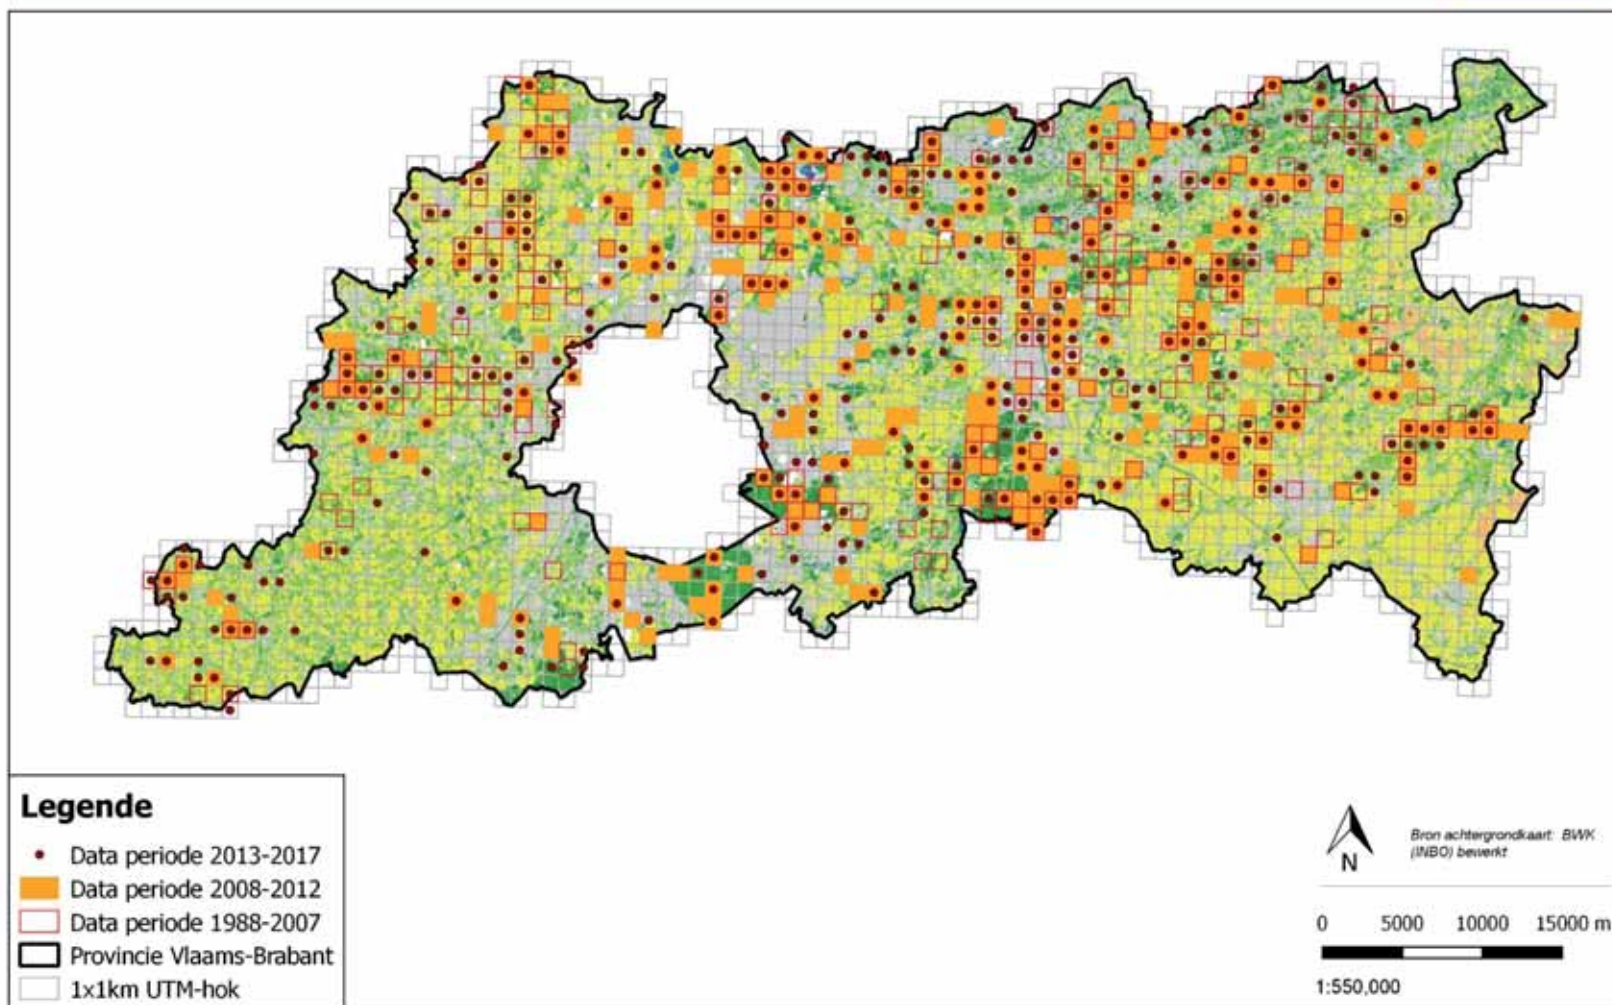 Legende
Data periode 2013-2017
Data periode 2008-2012
Data periode 1988-2007
Provincie Vlaams-Brabant
1x1km UTM-hok
N
Bron achtergrondkaart: BWK
(INBO) bewerkt
0 5000 10000 15000 m
1:550,000